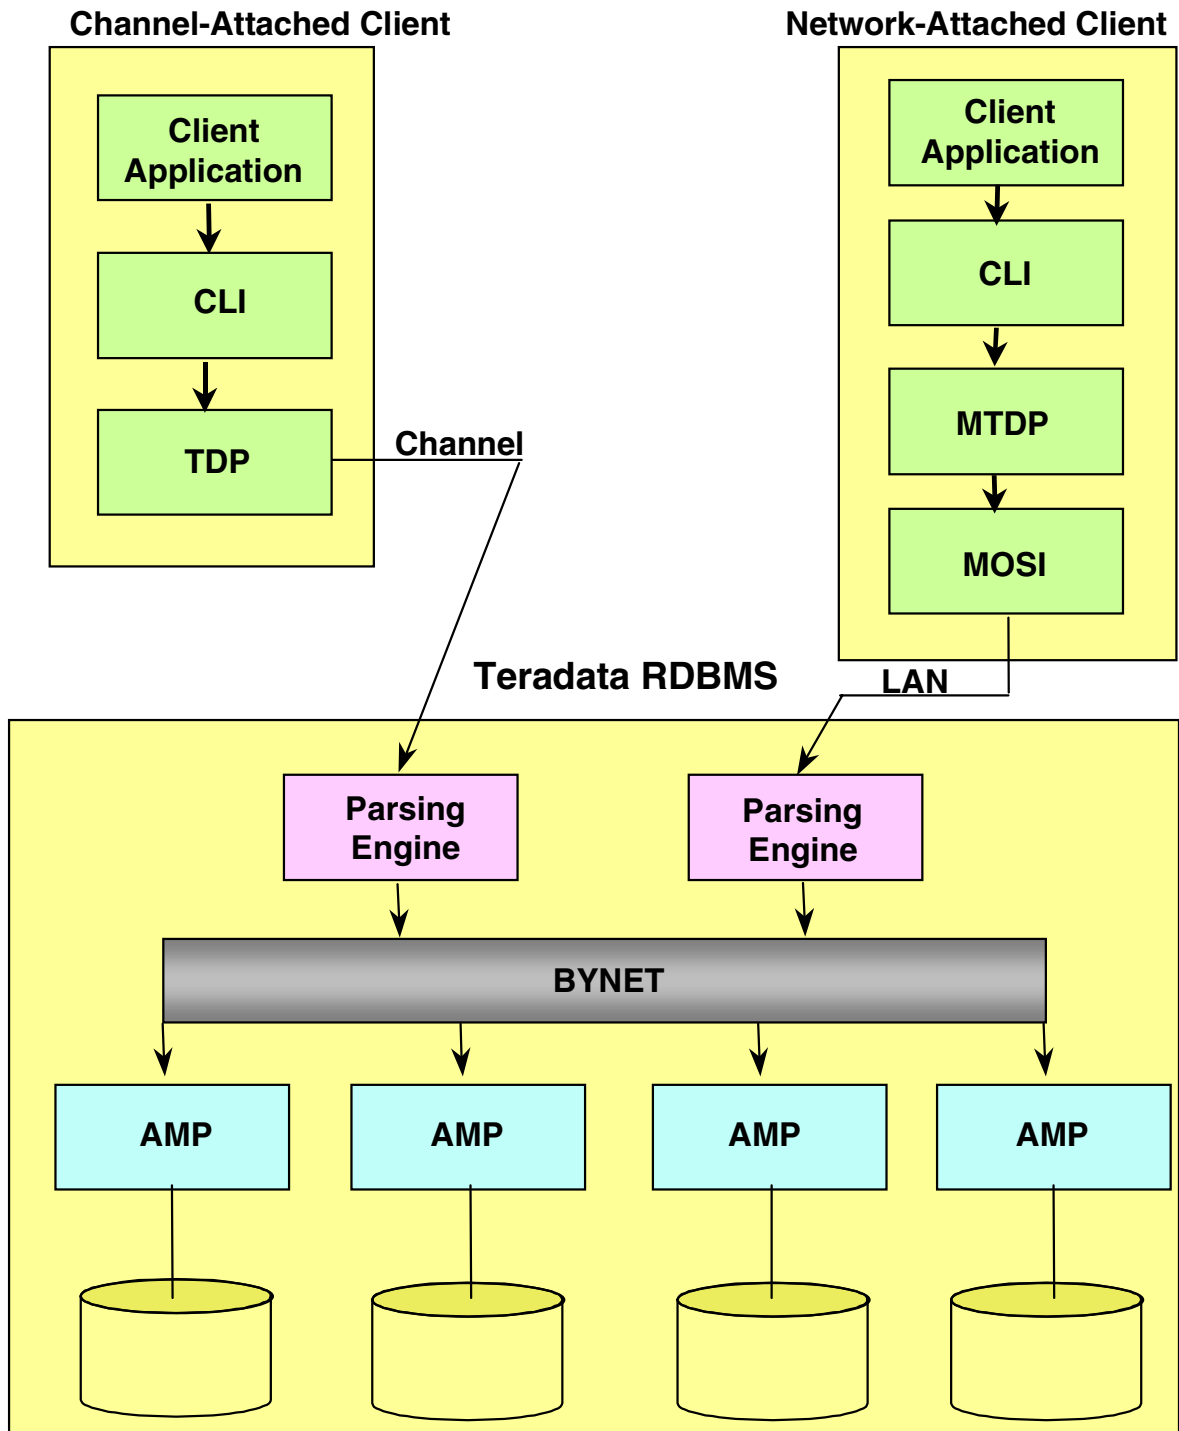 Channel-Attached Client
Network-Attached Client
Client
Application
CLI
TDP
Channel
Client
Application
CLI
MTDP
MOSI
LAN
Teradata RDBMS
Parsing
Engine
Parsing
Engine
BYNET
AMP
AMP
AMP
AMP